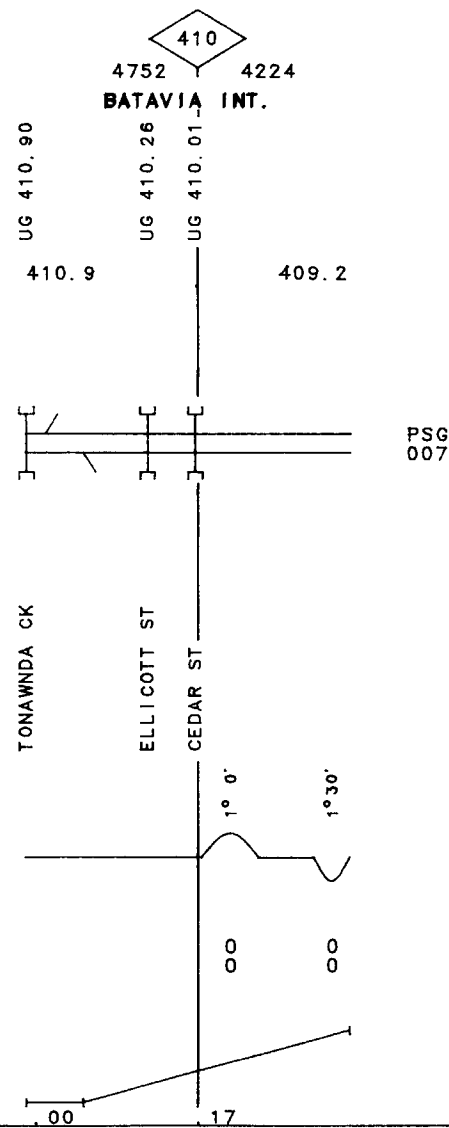 410
4752 4224
BATAVIA INT.
UG 410.90
UG 410.26
UG 410.01
410.9 409.2
PSG
007
TONAWNDA CK
ELLICOTT ST
CEDAR ST
1° 0'
1°30'
0 0
0 0
.00 .17